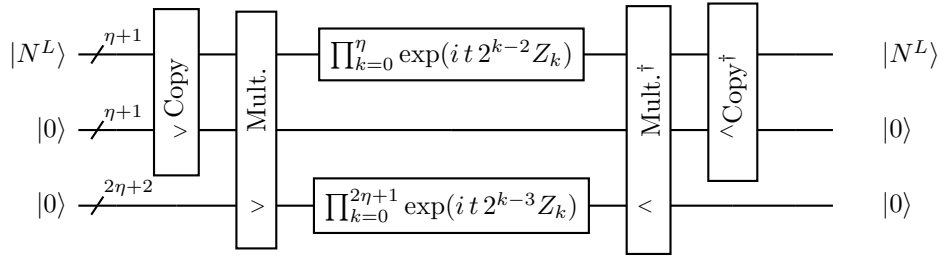 |N^L⟩ η+1 > Copy Mult. > ∏_{k=0}^{η} exp(i t 2^{k−2} Z_k) Mult.† < <Copy† |N^L⟩
|0⟩ η+1 |0⟩
|0⟩ 2η+2 ∏_{k=0}^{2η+1} exp(i t 2^{k−3} Z_k) |0⟩